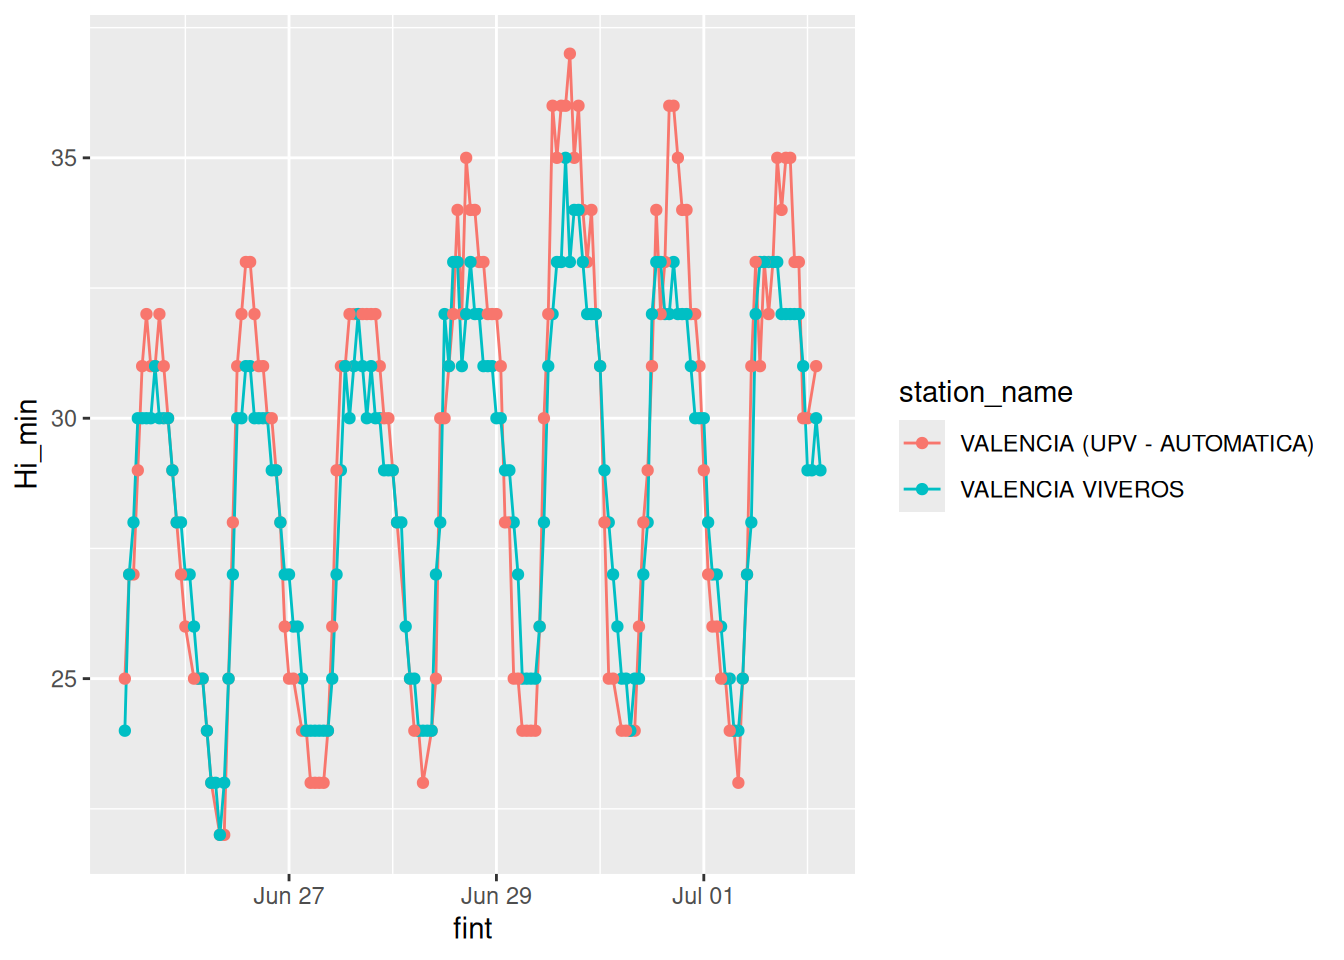 35
30
25
Hi_min
Jun 27
Jun 29
Jul 01
fint
station_name
VALENCIA (UPV - AUTOMATICA)
VALENCIA VIVEROS